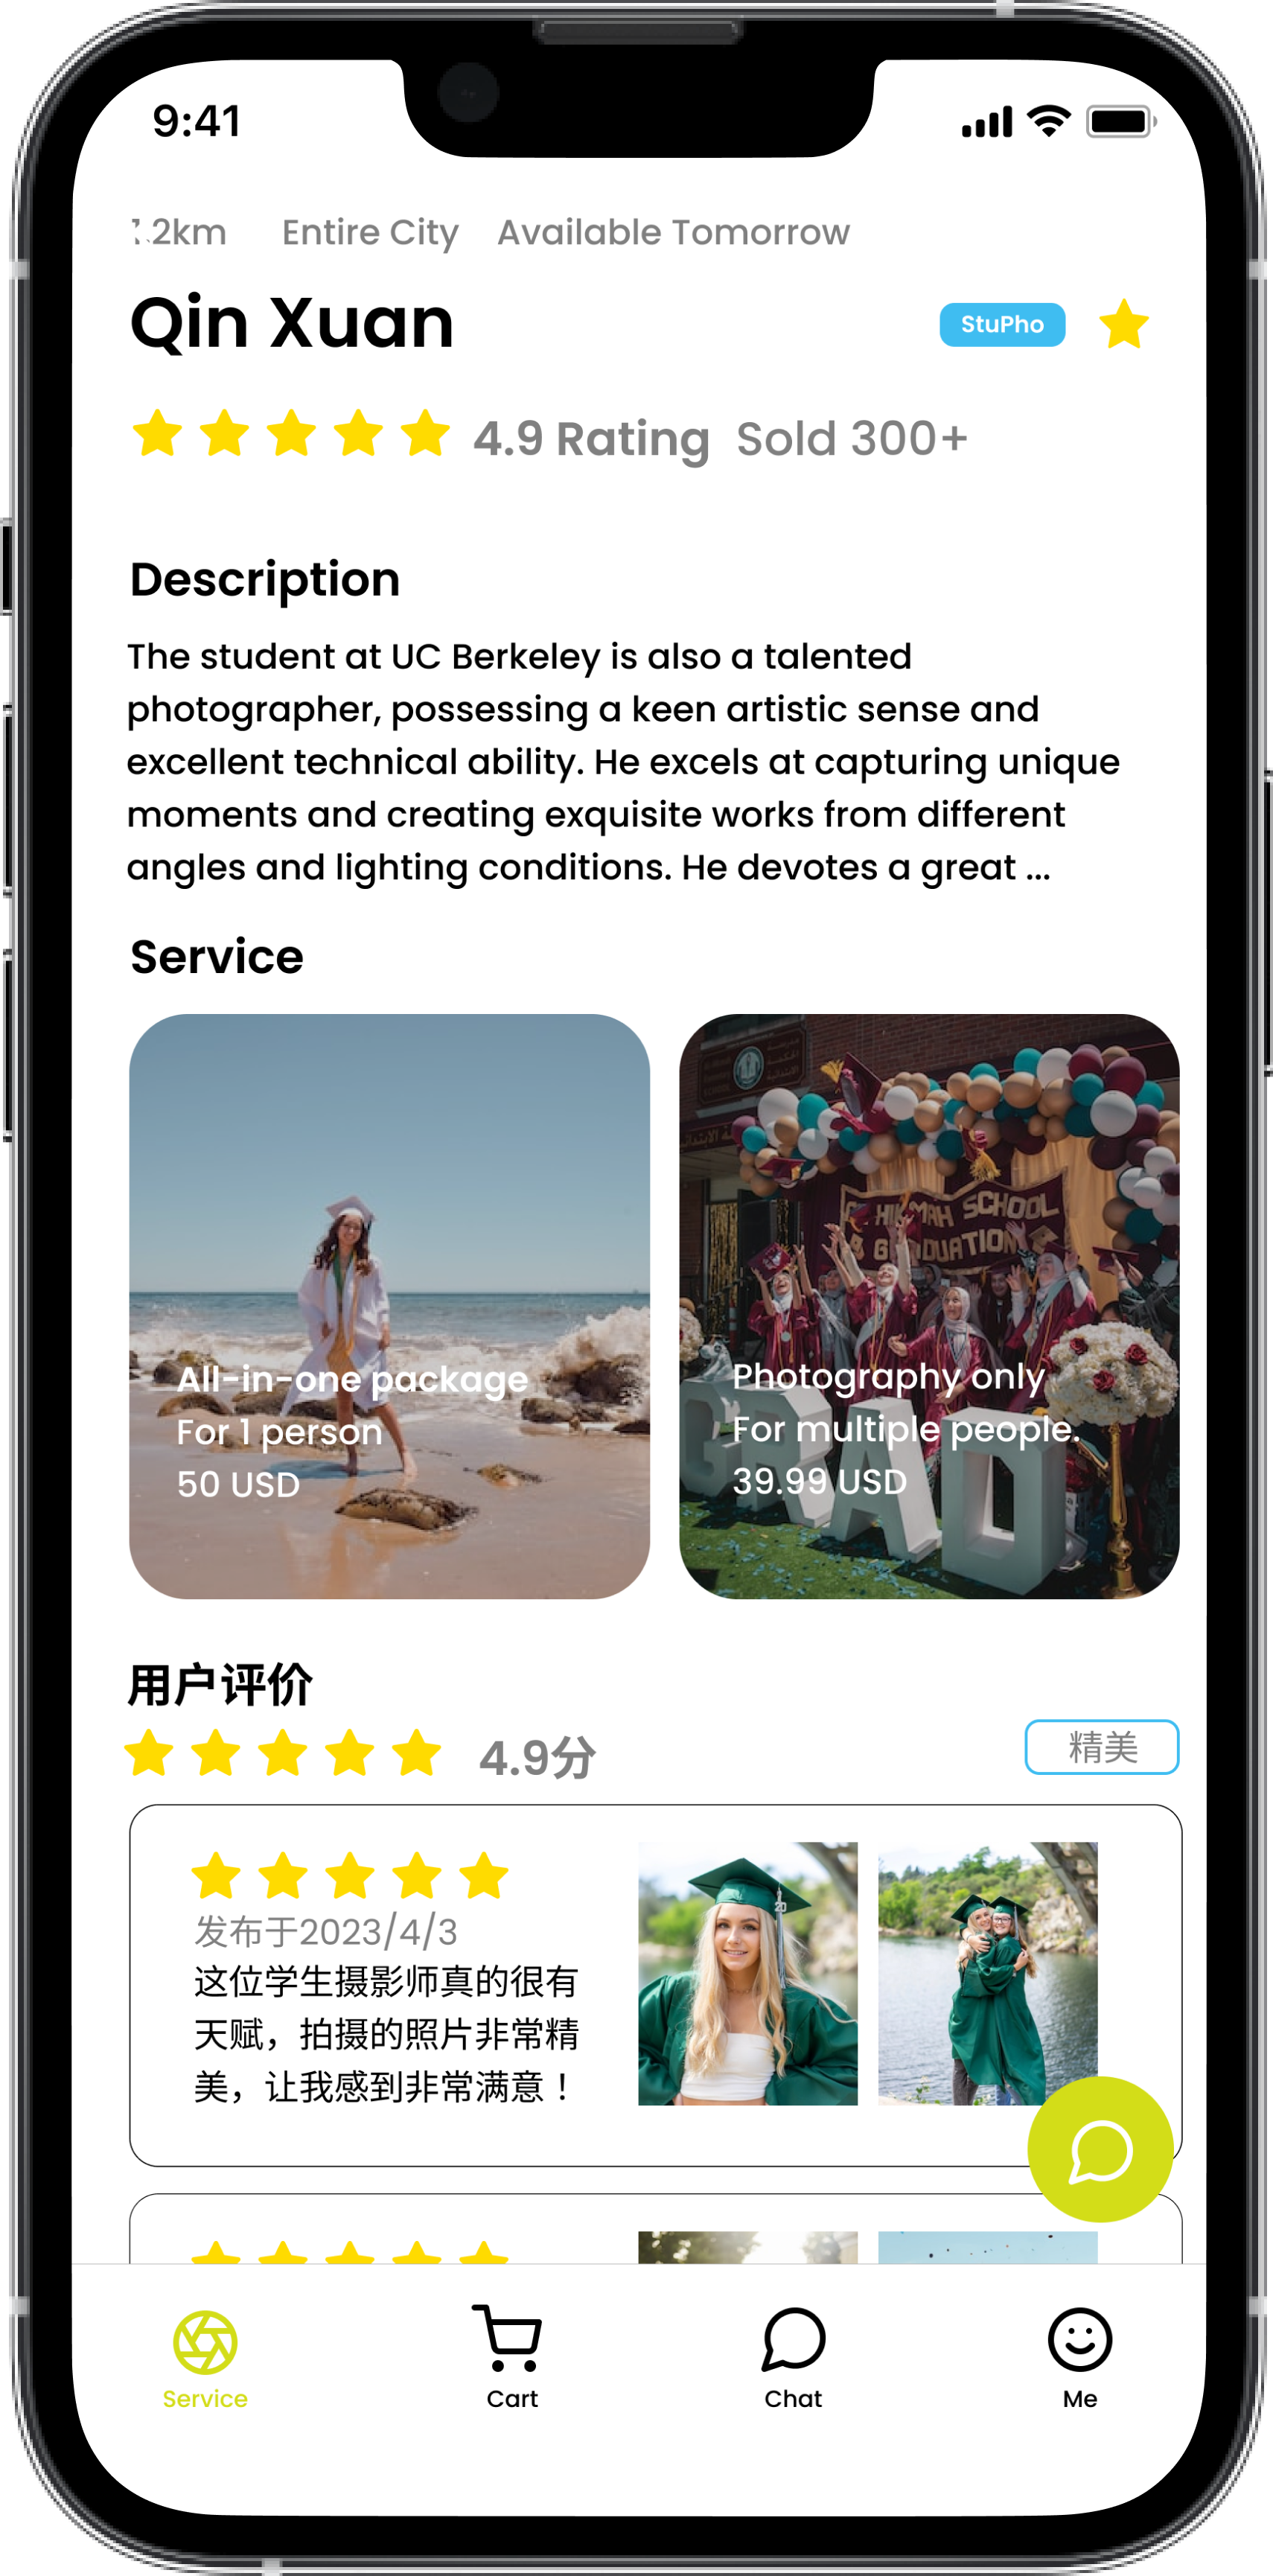 9:41
.2km Entire City Available Tomorrow
Qin Xuan
StuPho
4.9 Rating Sold 300+
Description
The student at UC Berkeley is also a talented
photographer, possessing a keen artistic sense and
excellent technical ability. He excels at capturing unique
moments and creating exquisite works from different
angles and lighting conditions. He devotes a great ...
Service
All-in-one package
For 1 person
50 USD
HIKMAH SCHOOL
GRADUATION
GRAD
Photography only
For multiple people.
39.99 USD
用户评价
4.9分
精美
发布于2023/4/3
这位学生摄影师真的很有
天赋，拍摄的照片非常精
美，让我感到非常满意！
20
Service
Cart
Chat
Me